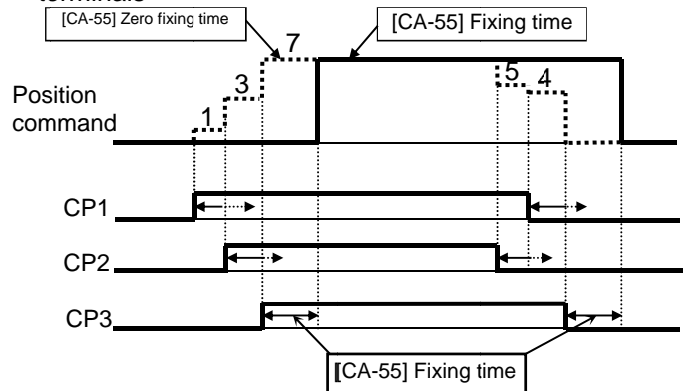 terminals
[CA-55] Zero fixing time
[CA-55] Fixing time
7
3
1
5
4
Position
command
CP1
CP2
CP3
[CA-55] Fixing time